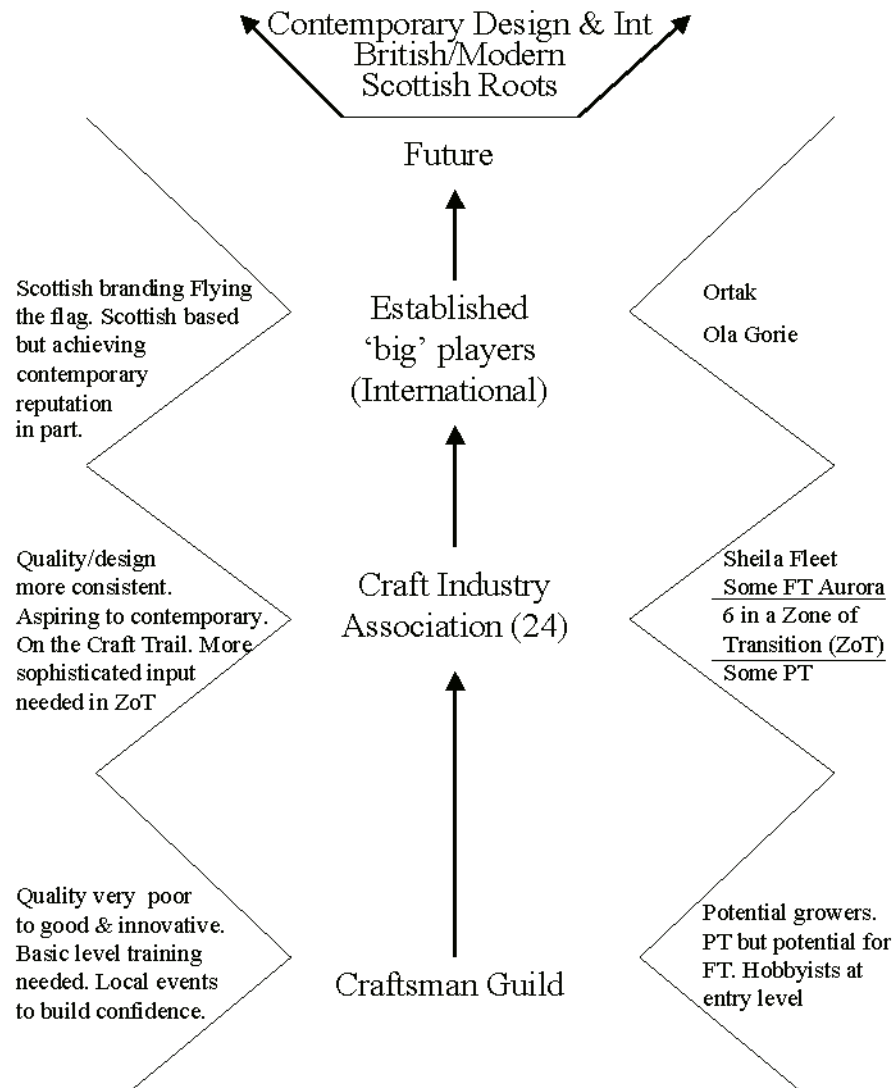 Contemporary Design & Int
British/Modern
Scottish Roots
Future
Scottish branding Flying
the flag. Scottish based
but achieving
contemporary
reputation
in part.
Established
‘big’ players
(International)
Ortak
Ola Gorie
Quality/design
more consistent.
Aspiring to contemporary.
On the Craft Trail. More
sophisticated input
needed in ZoT
Craft Industry
Association (24)
Sheila Fleet
Some FT Aurora
6 in a Zone of
Transition (ZoT)
Some PT
Quality very poor
to good & innovative.
Basic level training
needed. Local events
to build confidence.
Craftsman Guild
Potential growers.
PT but potential for
FT. Hobbyists at
entry level